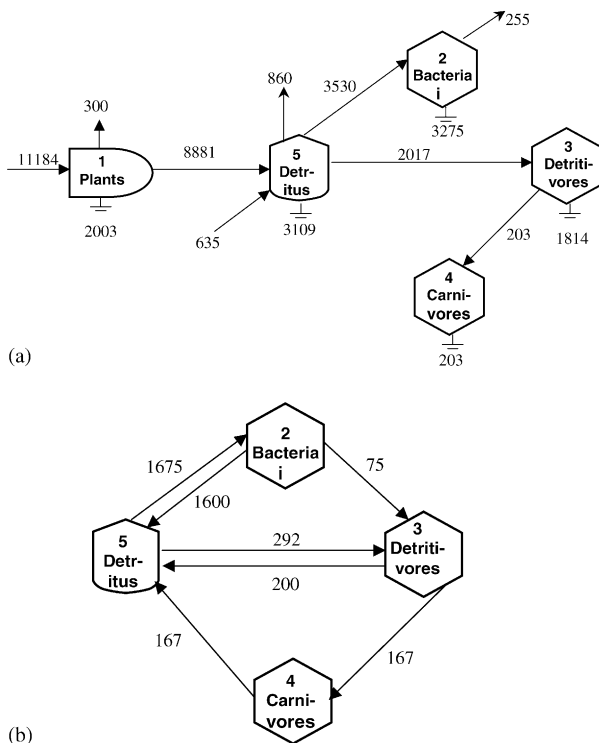 255
860
2
Bacteria
i
3530
300
3275
3
Detriti-
vores
11184
1
Plants
8881
5
Detr-
itus
2017
2003
635
3109
203
1814
4
Carni-
vores
203
(a)
2
Bacteria
i
1675
75
1600
5
Detr-
itus
292
3
Detriti-
vores
200
167
167
4
Carni-
vores
(b)